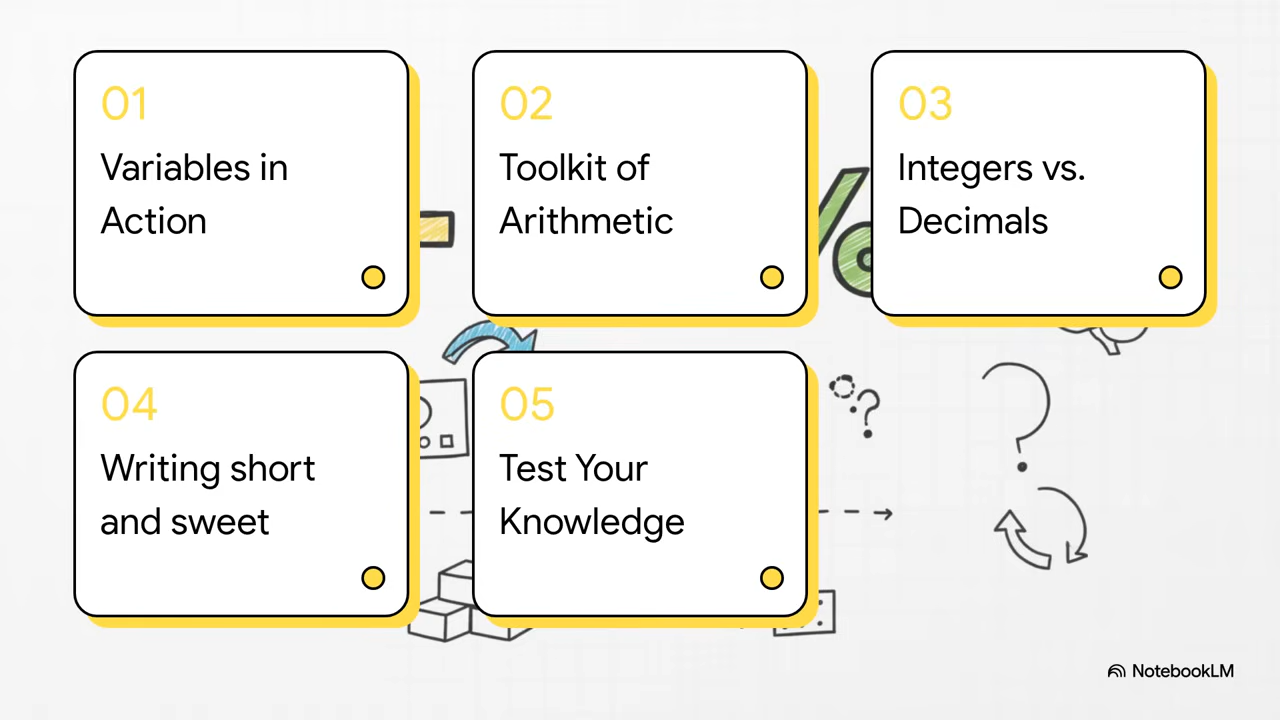 01
Variables in
Action
02
Toolkit of
Arithmetic
03
Integers vs.
Decimals
04
Writing short
and sweet
05
Test Your
Knowledge
NotebookLM